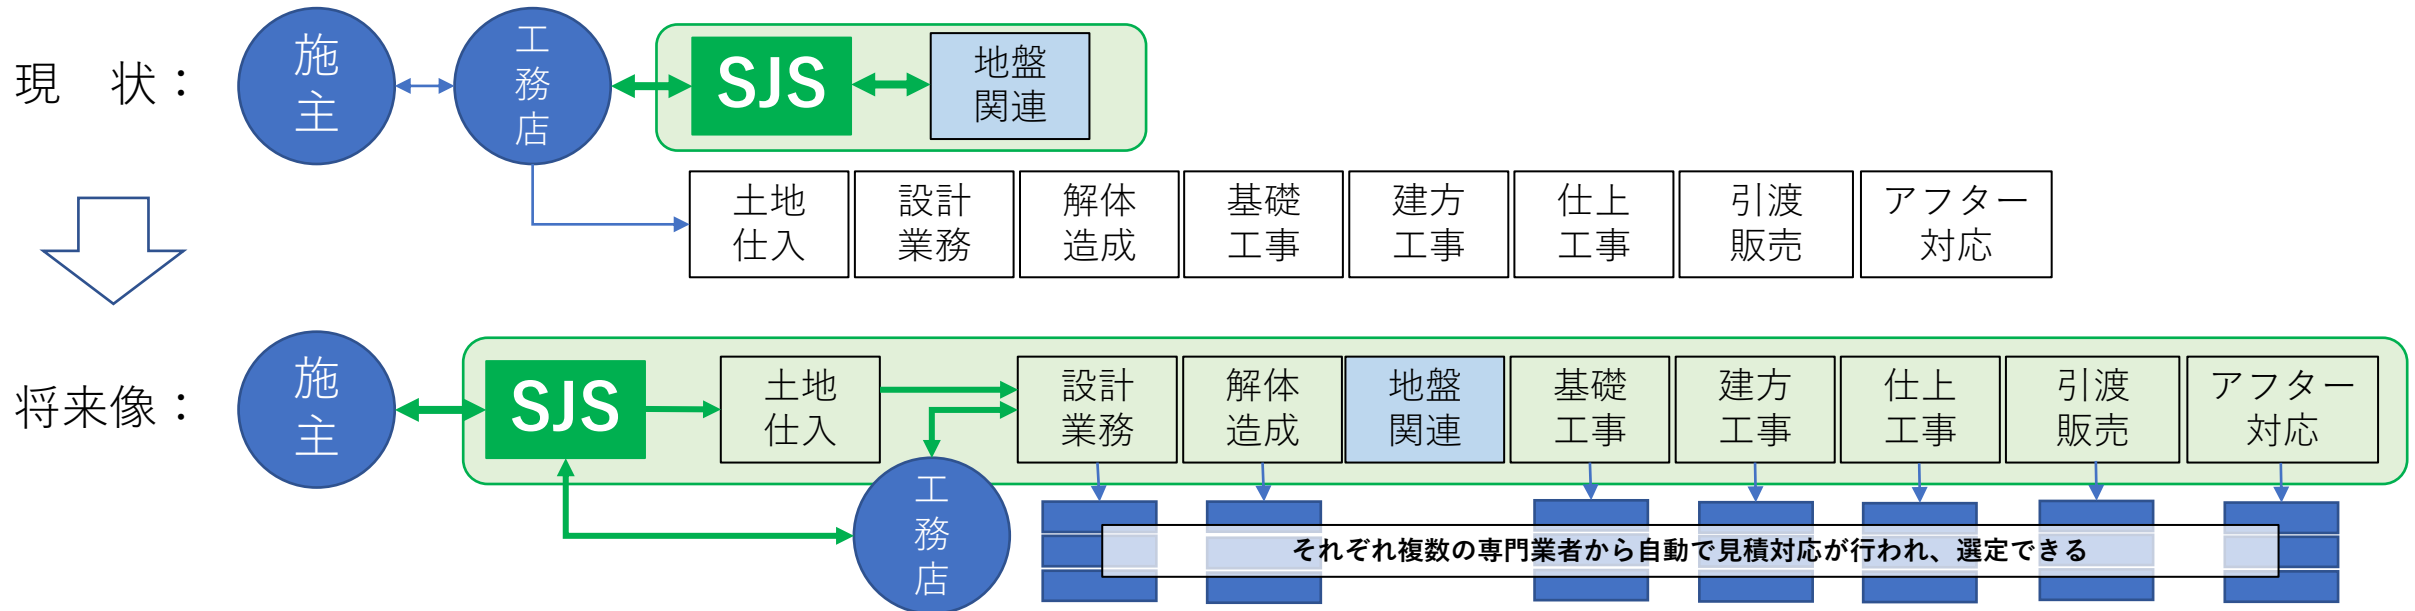 現　状：
施
主
工
務
店
SJS
地盤
関連
土地
仕入
設計
業務
解体
造成
基礎
工事
建方
工事
仕上
工事
引渡
販売
アフター
対応
将来像：
施
主
SJS
土地
仕入
設計
業務
解体
造成
地盤
関連
基礎
工事
建方
工事
仕上
工事
引渡
販売
アフター
対応
工
務
店
それぞれ複数の専門業者から自動で見積対応が行われ、選定できる